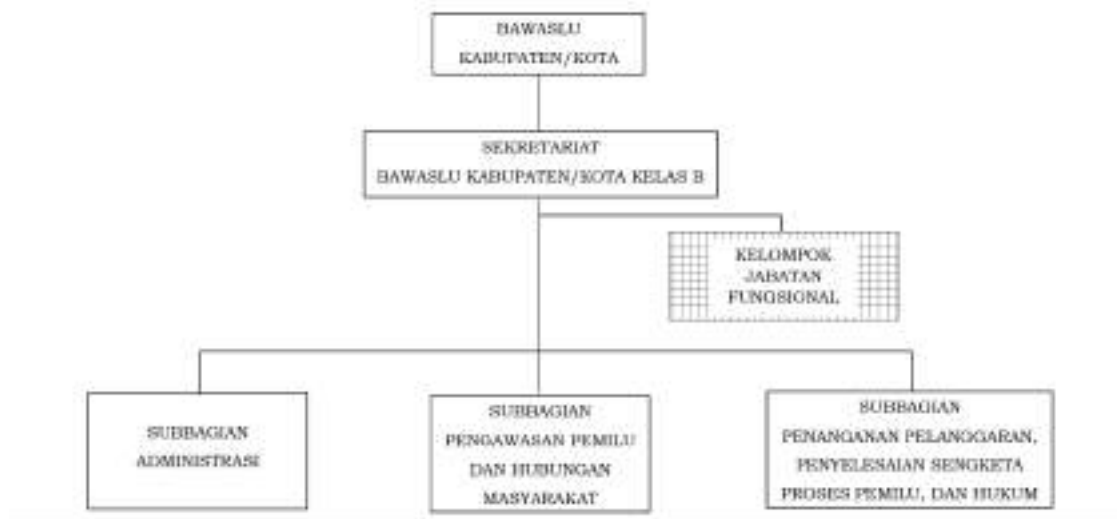 BAWASLU
KABUPATEN/KOTA
SEKRETARIAT
BAWASLU KABUPATEN/KOTA KELAS B
KELOMPOK
JABATAN
FUNGSIONAL
SUBBAGIAN
ADMINISTRASI
SUBBAGIAN
PENGAWASAN PEMILU
DAN HUBUNGAN
MASYARAKAT
SUBBAGIAN
PENANGANAN PELANGGARAN,
PENYELESAIAN SENGKETA
PROSES PEMILU, DAN HUKUM